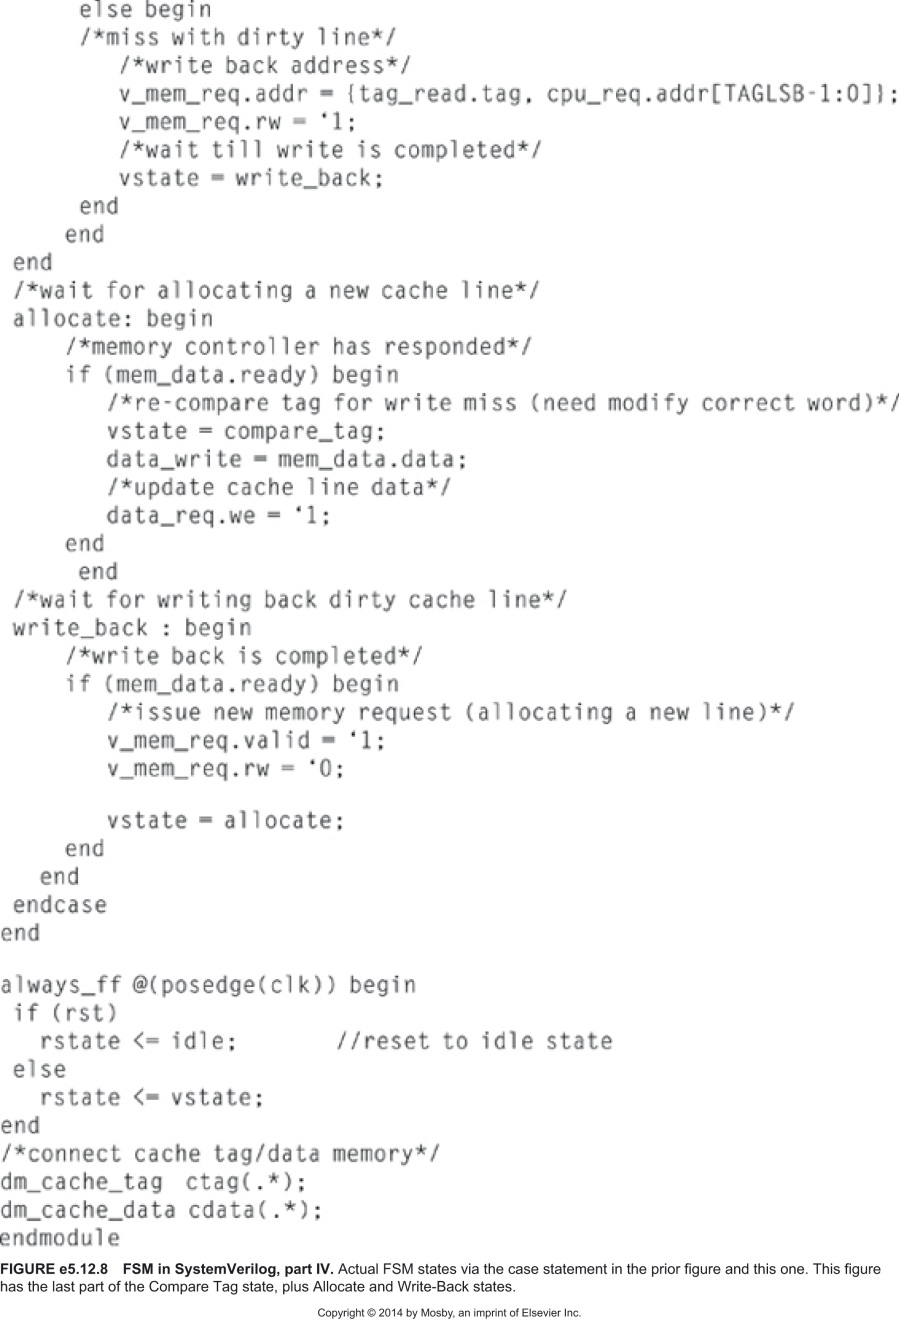 else begin
/*miss with dirty line*/
/*write back address*/
v_mem_req.addr = {tag_read.tag, cpu_req.addr[TAGLSB-1:0]};
v_mem_req.rw = ‘1;
/*wait till write is completed*/
vstate = write_back;
end
end
end
/*wait for allocating a new cache line*/
allocate: begin
/*memory controller has responded*/
if (mem_data.ready) begin
/*re-compare tag for write miss (need modify correct word)*/
vstate = compare_tag;
data_write = mem_data.data;
/*update cache line data*/
data_req.we = ‘1;
end
end
/*wait for writing back dirty cache line*/
write_back : begin
/*write back is completed*/
if (mem_data.ready) begin
/*issue new memory request (allocating a new line)*/
v_mem_req.valid = ‘1;
v_mem_req.rw = ‘0;
vstate = allocate;
end
end
endcase
end
always_ff @(posedge(clk)) begin
if (rst)
rstate <= idle; //reset to idle state
else
rstate <= vstate;
end
/*connect cache tag/data memory*/
dm_cache_tag ctag(.*);
dm_cache_data cdata(.*);
endmodule
FIGURE e5.12.8 FSM in SystemVerilog, part IV. Actual FSM states via the case statement in the prior figure and this one. This figure
has the last part of the Compare Tag state, plus Allocate and Write-Back states.
Copyright © 2014 by Mosby, an imprint of Elsevier Inc.